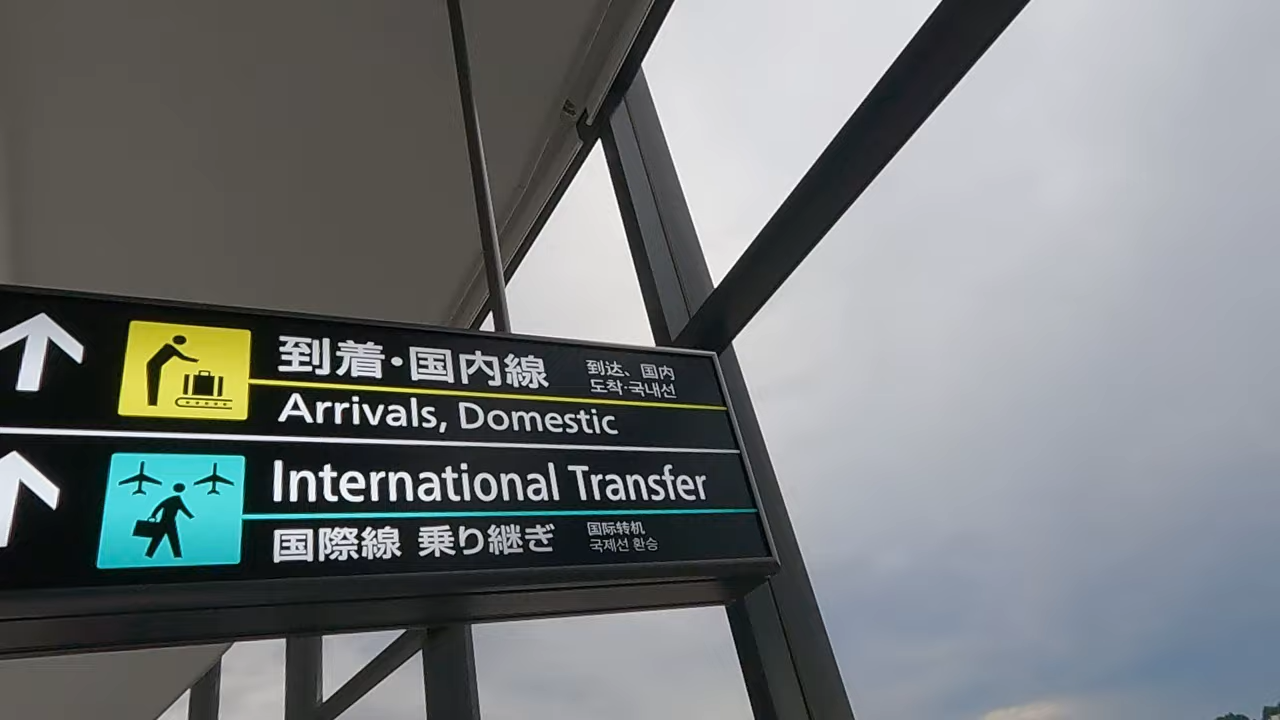 到着・国内線
到达、国内
도착·국내선
Arrivals, Domestic
International Transfer
国際線 乗り継ぎ
国际转机
국제선 환승